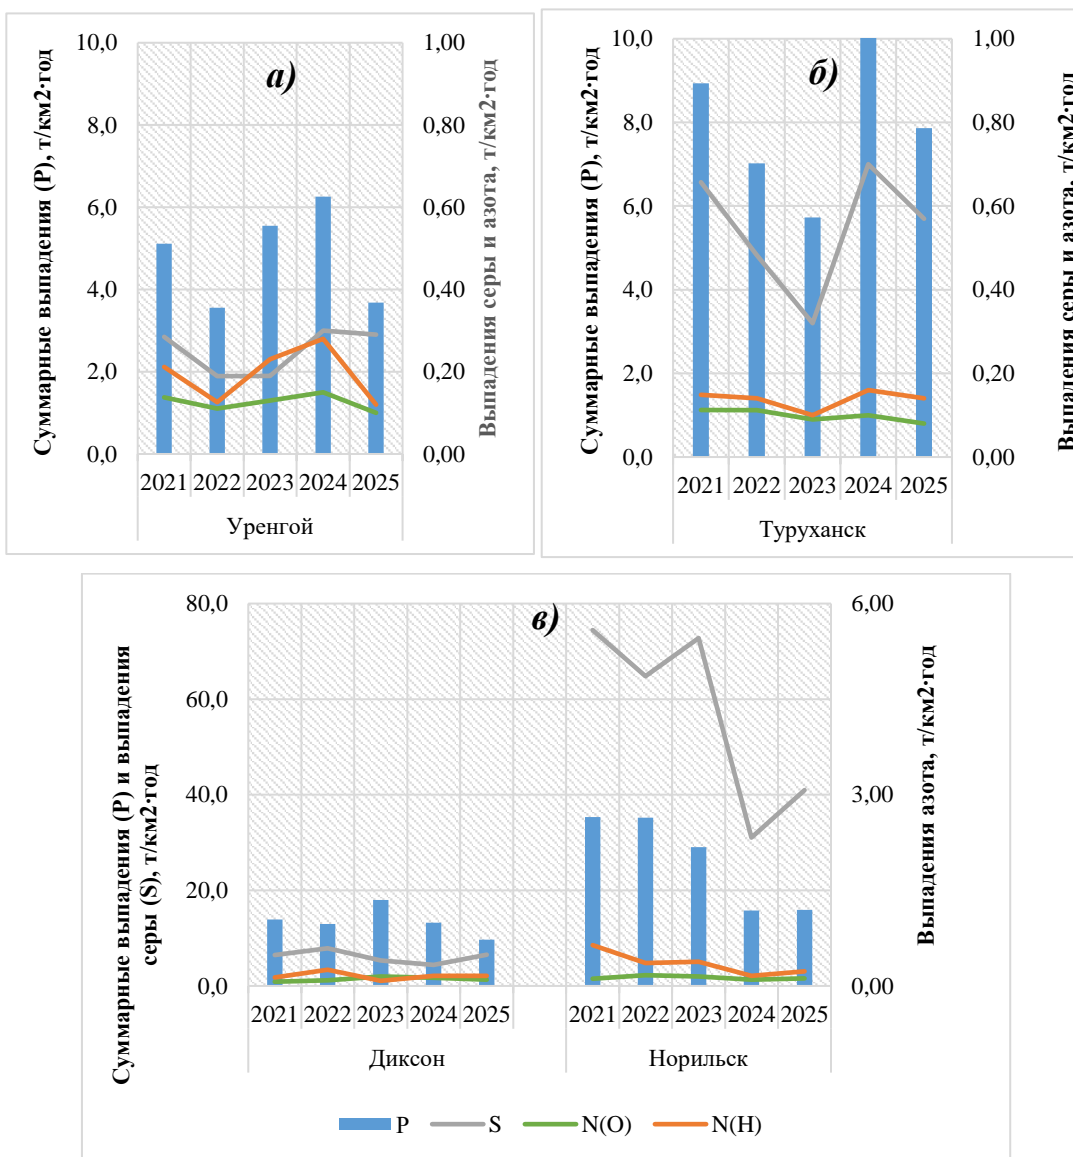 а)
Суммарные выпадения (P), т/км2·год
10,0
8,0
6,0
4,0
2,0
0,0
1,00
0,80
0,60
0,40
0,20
0,00
Выпадения серы и азота, т/км2·год
2021 2022 2023 2024 2025
Уренгой
б)
Суммарные выпадения (P), т/км2·год
10,0
8,0
6,0
4,0
2,0
0,0
1,00
0,80
0,60
0,40
0,20
0,00
Выпадения серы и азота, т/км2·год
2021 2022 2023 2024 2025
Туруханск
в)
Суммарные выпадения (P) и выпадения
серы (S), т/км2·год
80,0
60,0
40,0
20,0
0,0
6,00
3,00
0,00
Выпадения азота, т/км2·год
2021 2022 2023 2024 2025 2021 2022 2023 2024 2025
Диксон Норильск
P S N(O) N(H)